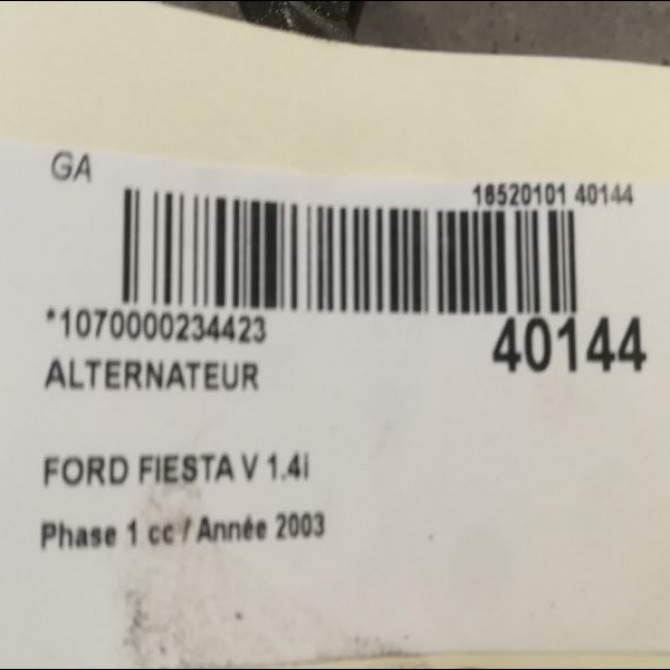 GA
16520101 40144
*1070000234423
40144
ALTERNATEUR
FORD FIESTA V 1.4i
Phase 1 cc / Année 2003